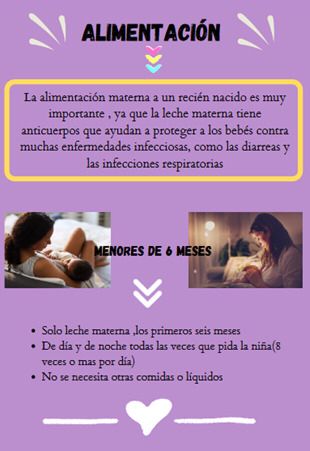 ALIMENTACIÓN
La alimentación materna a un recién nacido es muy
importante , ya que la leche materna tiene
anticuerpos que ayudan a proteger a los bebés contra
muchas enfermedades infecciosas, como las diarreas y
las infecciones respiratorias
MENORES DE 6 MESES
• Solo leche materna ,los primeros seis meses
• De día y de noche todas las veces que pida la niña(8
veces o mas por día)
• No se necesita otras comidas o líquidos